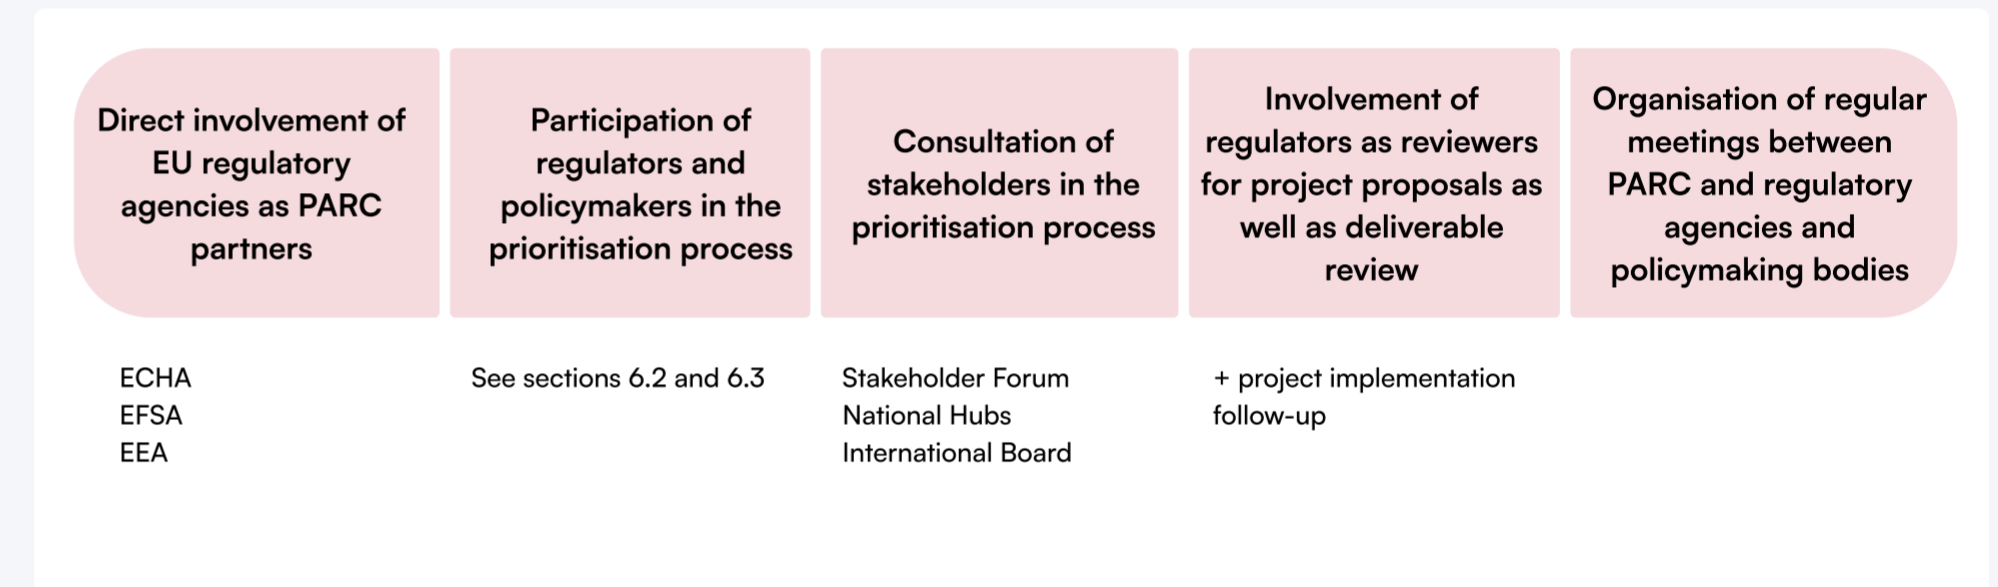 Direct involvement of
EU regulatory
agencies as PARC
partners
Participation of
regulators and
policymakers in the
prioritisation process
Consultation of
stakeholders in the
prioritisation process
Involvement of
regulators as reviewers
for project proposals as
well as deliverable
review
Organisation of regular
meetings between
PARC and regulatory
agencies and
policymaking bodies
ECHA
EFSA
EEA
See sections 6.2 and 6.3
Stakeholder Forum
National Hubs
International Board
+ project implementation
follow-up